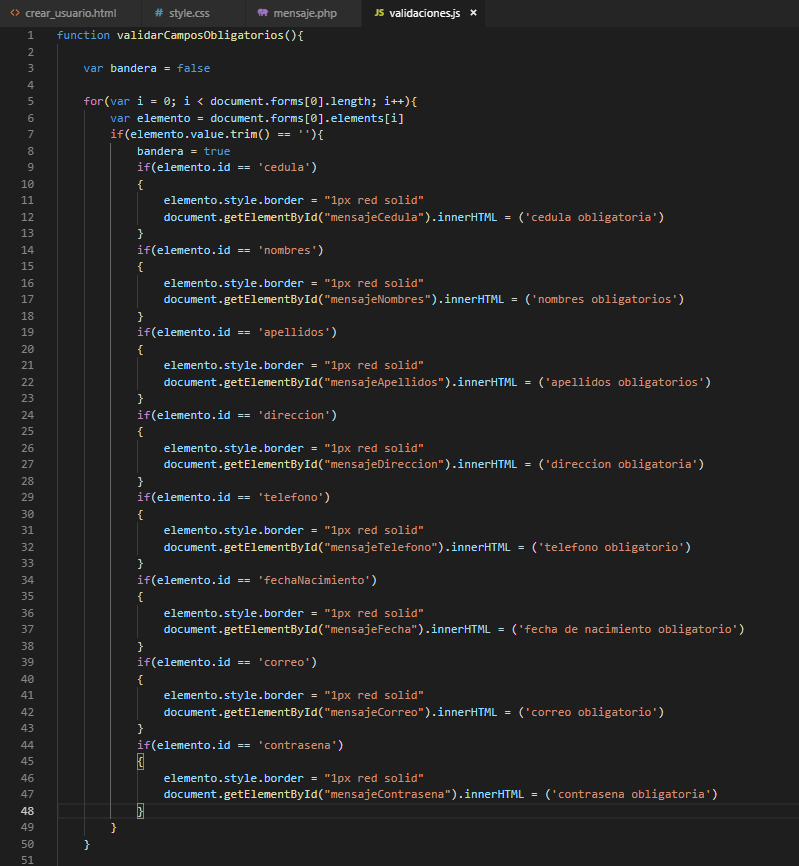 crear_usuario.html # style.css mensaje.php JS validaciones.js ×
1 function validarCamposObligatorios(){
2
3 var bandera = false
4
5 for(var i = 0; i < document.forms[0].length; i++){
6 var elemento = document.forms[0].elements[i]
7 if(elemento.value.trim() == ''){
8 bandera = true
9 if(elemento.id == 'cedula')
10 {
11 elemento.style.border = "1px red solid"
12 document.getElementById("mensajeCedula").innerHTML = ('cedula obligatoria')
13 }
14 if(elemento.id == 'nombres')
15 {
16 elemento.style.border = "1px red solid"
17 document.getElementById("mensajeNombres").innerHTML = ('nombres obligatorios')
18 }
19 if(elemento.id == 'apellidos')
20 {
21 elemento.style.border = "1px red solid"
22 document.getElementById("mensajeApellidos").innerHTML = ('apellidos obligatorios')
23 }
24 if(elemento.id == 'direccion')
25 {
26 elemento.style.border = "1px red solid"
27 document.getElementById("mensajeDireccion").innerHTML = ('direccion obligatoria')
28 }
29 if(elemento.id == 'telefono')
30 {
31 elemento.style.border = "1px red solid"
32 document.getElementById("mensajeTelefono").innerHTML = ('telefono obligatorio')
33 }
34 if(elemento.id == 'fechaNacimiento')
35 {
36 elemento.style.border = "1px red solid"
37 document.getElementById("mensajeFecha").innerHTML = ('fecha de nacimiento obligatorio')
38 }
39 if(elemento.id == 'correo')
40 {
41 elemento.style.border = "1px red solid"
42 document.getElementById("mensajeCorreo").innerHTML = ('correo obligatorio')
43 }
44 if(elemento.id == 'contrasena')
45 {
46 elemento.style.border = "1px red solid"
47 document.getElementById("mensajeContrasena").innerHTML = ('contrasena obligatoria')
48 }
49 }
50 }
51